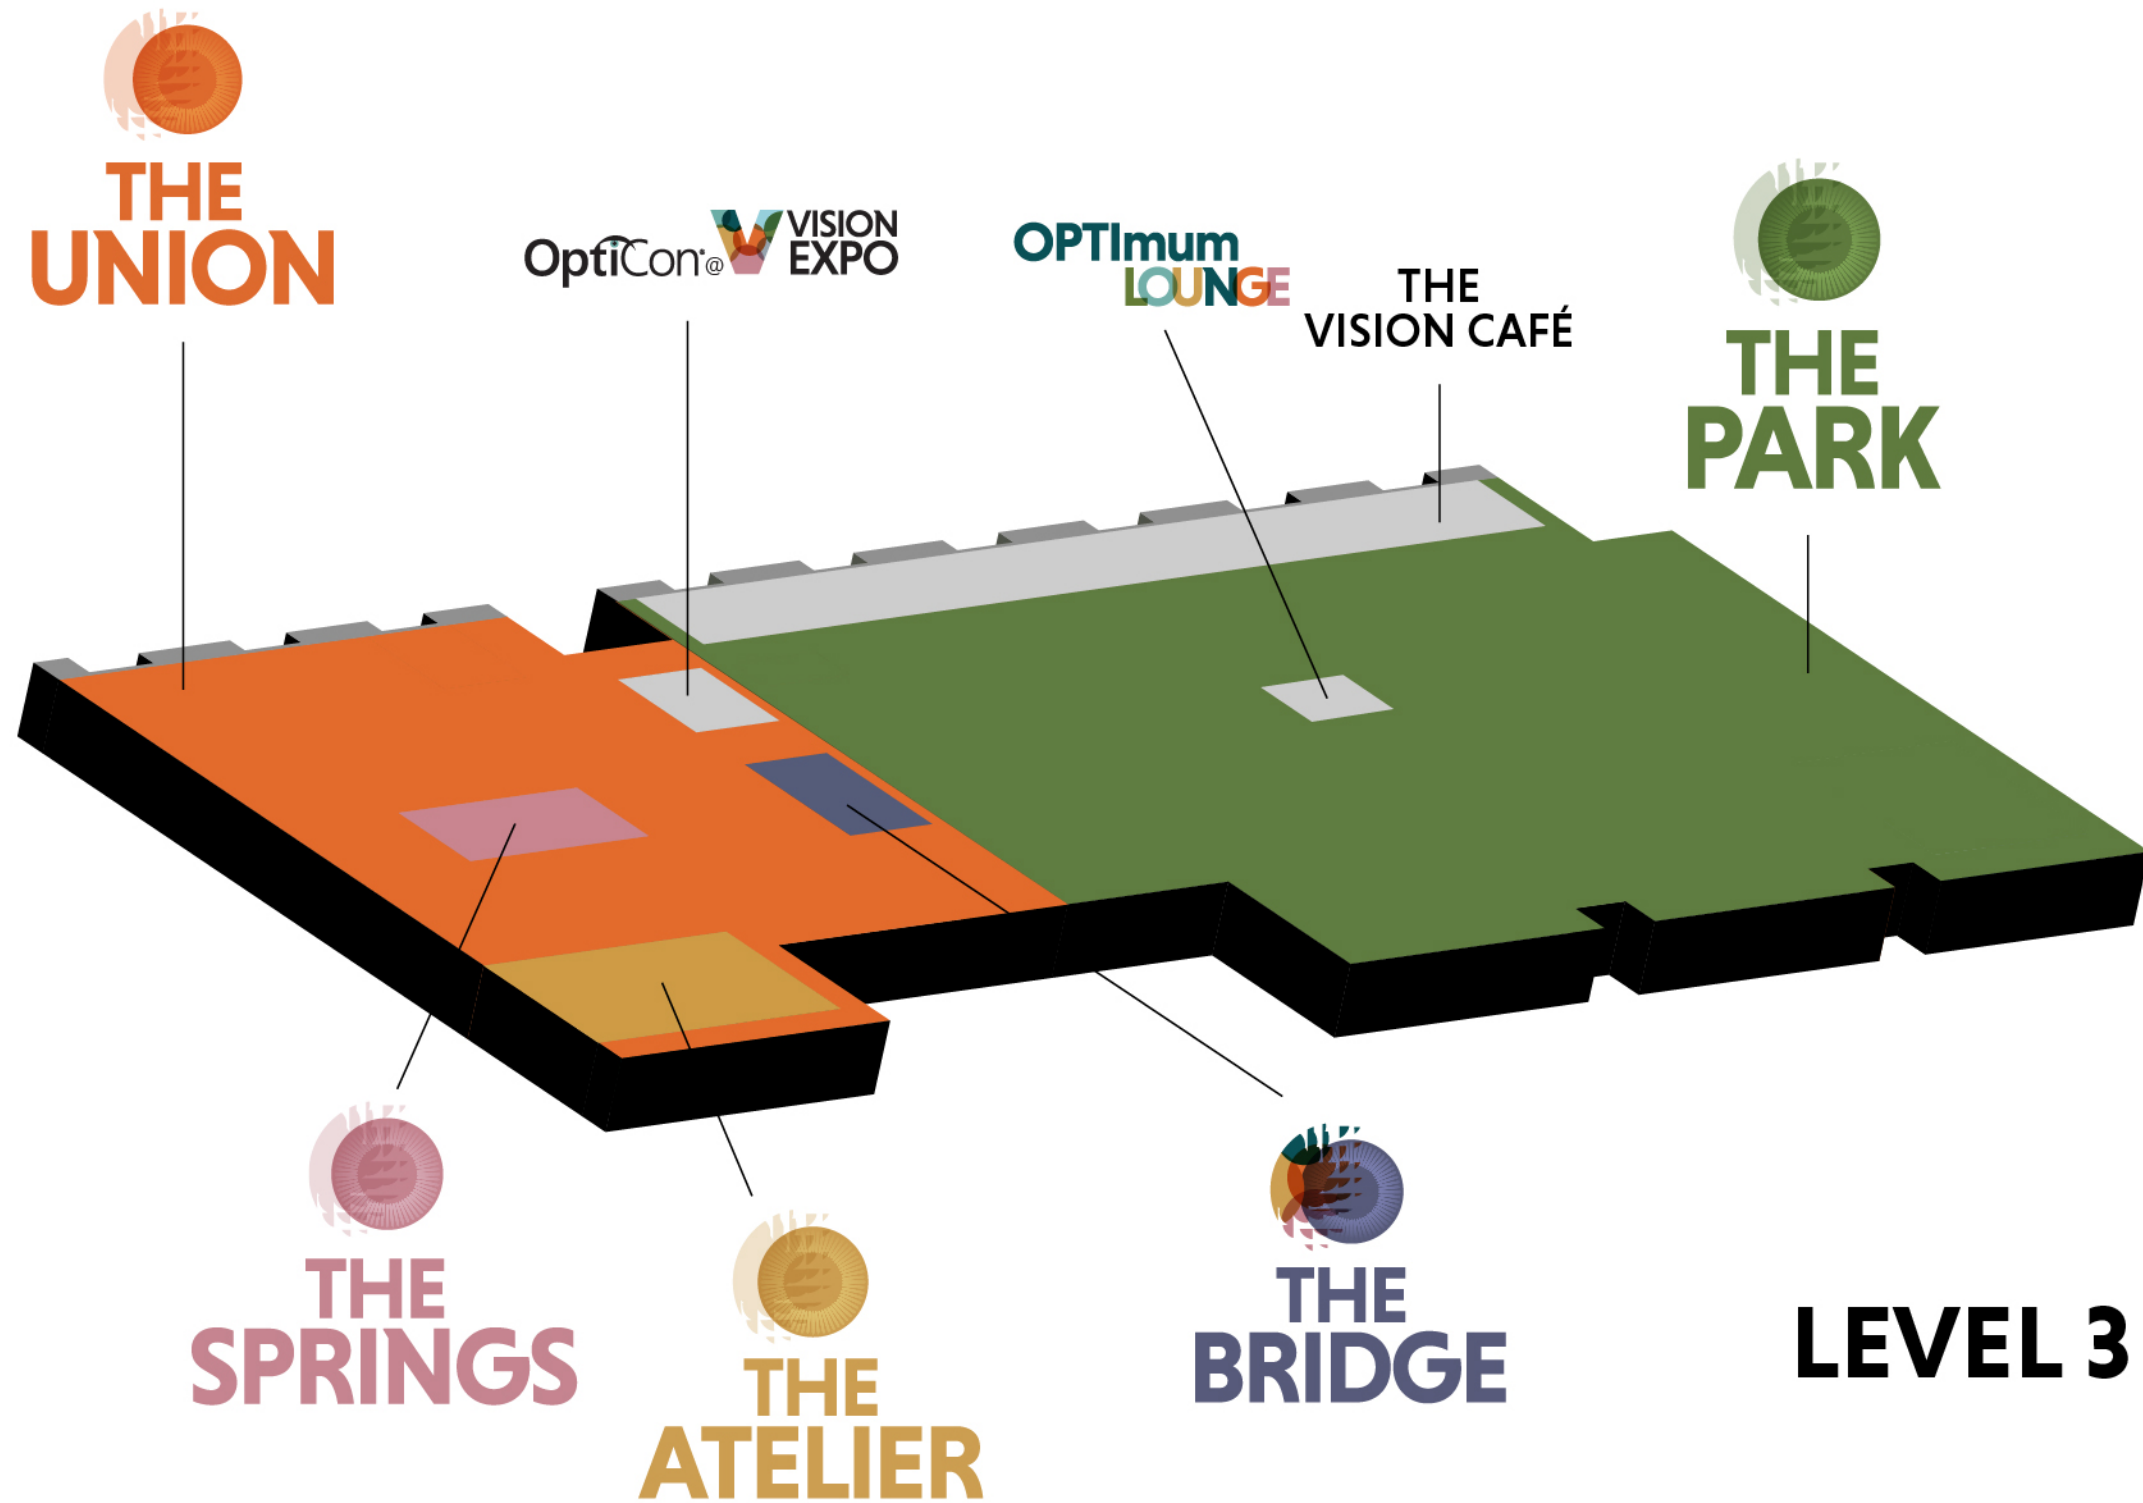 THE
UNION
OptiCon®@ VISION
EXPO
OPTImum
LOUNGE
THE
VISION CAFÉ
THE
PARK
THE
SPRINGS
THE
ATELIER
THE
BRIDGE
LEVEL 3